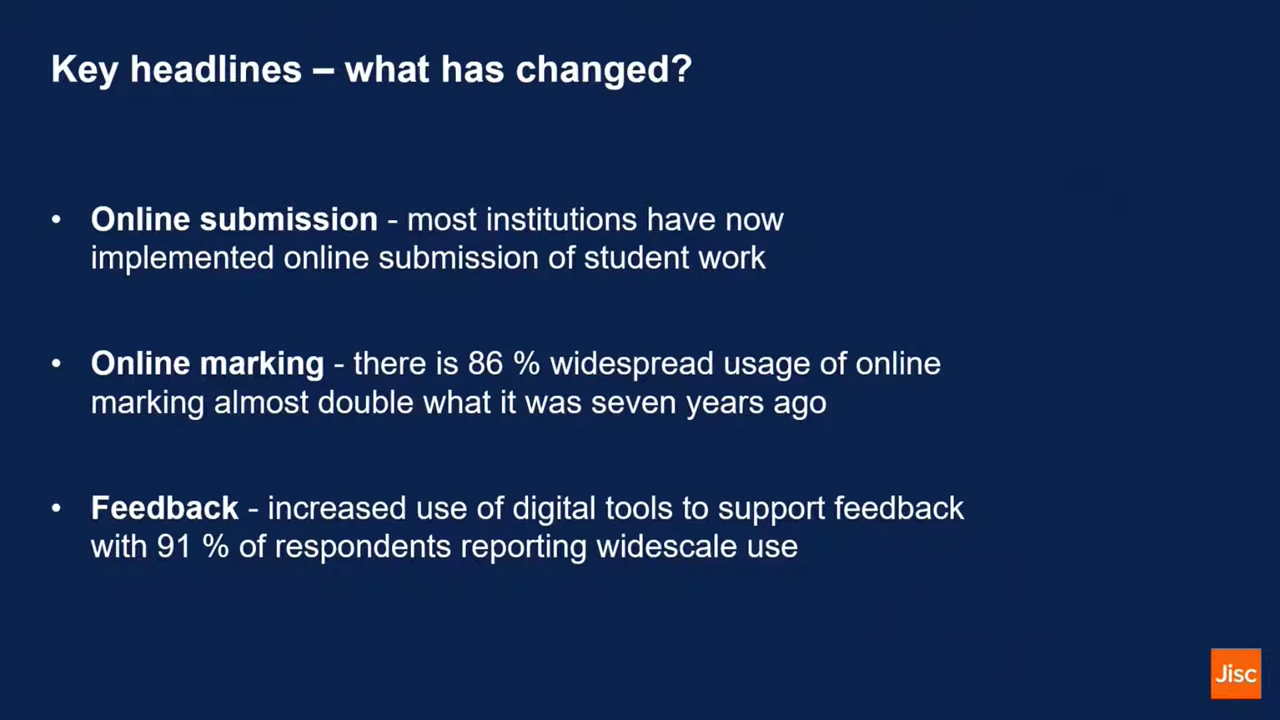 Key headlines – what has changed?
• Online submission - most institutions have now
implemented online submission of student work
• Online marking - there is 86 % widespread usage of online
marking almost double what it was seven years ago
• Feedback - increased use of digital tools to support feedback
with 91 % of respondents reporting widescale use
Jisc